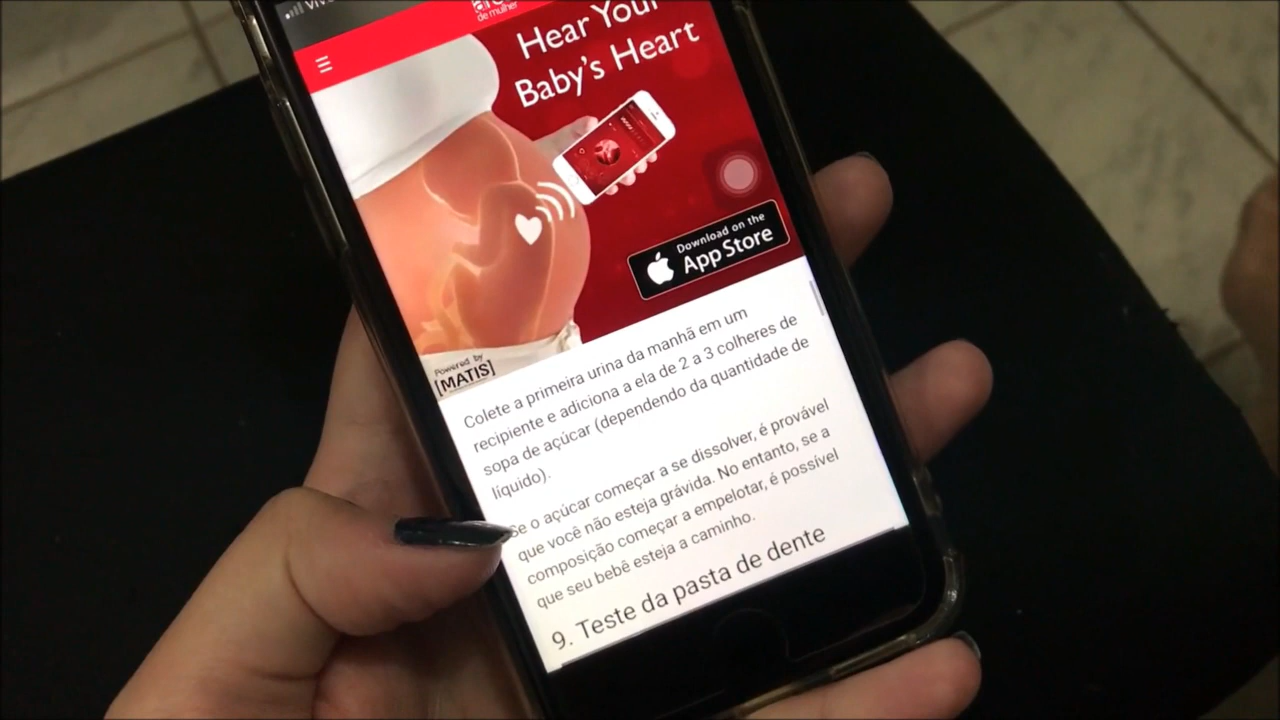 de mulher
Hear Your
Baby's Heart
Download on the
App Store
Powered by
[MATIS]
Colete a primeira urina da manhã em um
recipiente e adiciona a ela de 2 a 3 colheres de
sopa de açúcar (dependendo da quantidade de
líquido).
se o açúcar começar a se dissolver, é provável
que você não esteja grávida. No entanto, se a
composição começar a empelotar, é possível
que seu bebê esteja a caminho.
9. Teste da pasta de dente